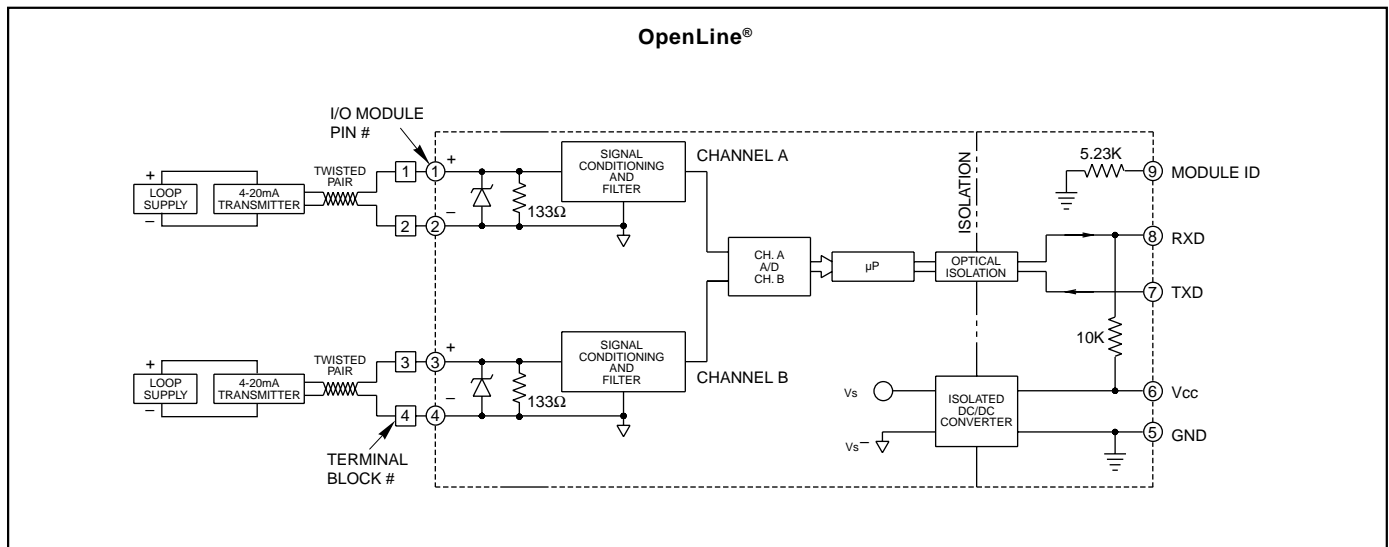 OpenLine®
I/O MODULE
PIN #
TWISTED
PAIR
+
LOOP
SUPPLY
–
4-20mA
TRANSMITTER
1
2
1
2
+
–
133Ω
SIGNAL
CONDITIONING
AND
FILTER
CHANNEL A
CH. A
A/D
CH. B
µP
ISOLATION
OPTICAL
ISOLATION
5.23K
9
MODULE ID
8
RXD
7
TXD
10K
+
LOOP
SUPPLY
–
4-20mA
TRANSMITTER
TWISTED
PAIR
3
4
3
4
+
–
133Ω
SIGNAL
CONDITIONING
AND
FILTER
CHANNEL B
TERMINAL
BLOCK #
Vs
Vs–
ISOLATED
DC/DC
CONVERTER
6
Vcc
5
GND